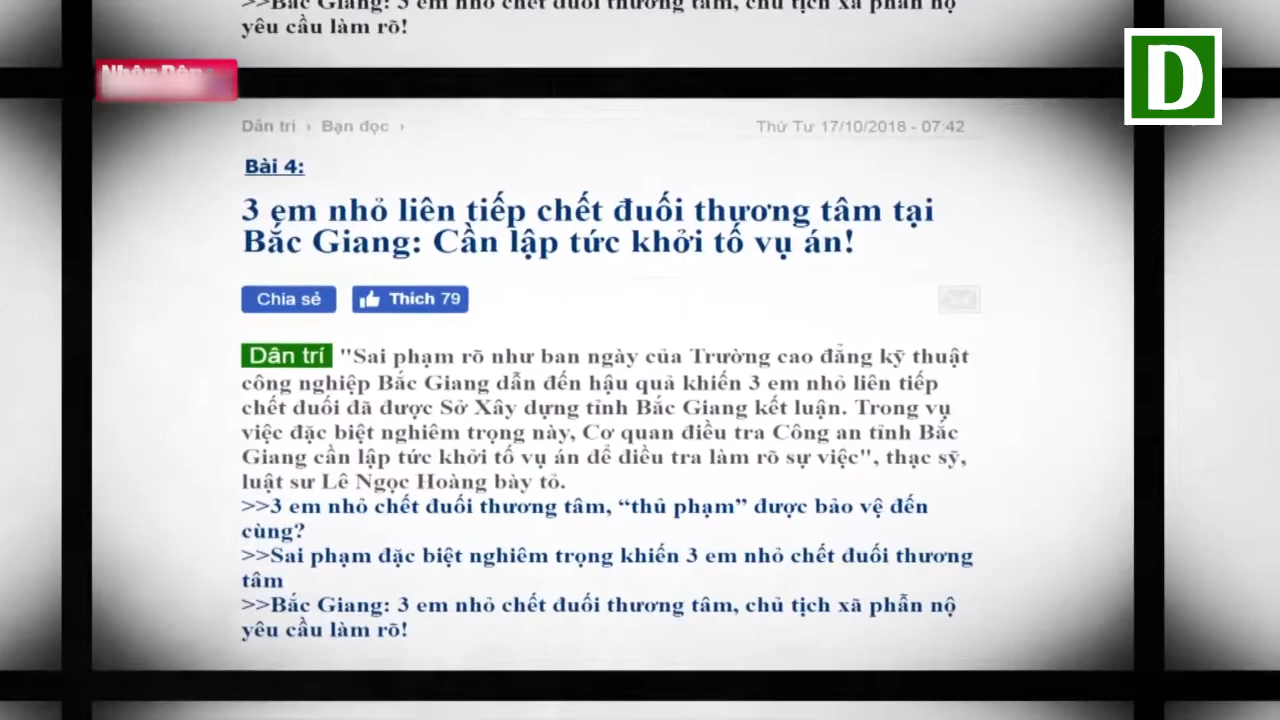 >>Bắc Giang: 3 em nhỏ chết đuối thương tâm, chủ tịch xã phẫn nộ
yêu cầu làm rõ!
D
Dân trí › Bạn đọc ›
Thứ Tư 17/10/2018 - 07:42
Bài 4:
3 em nhỏ liên tiếp chết đuối thương tâm tại
Bắc Giang: Cần lập tức khởi tố vụ án!
Chia sẻ
Thích 79
Dân trí "Sai phạm rõ như ban ngày của Trường cao đẳng kỹ thuật
công nghiệp Bắc Giang dẫn đến hậu quả khiến 3 em nhỏ liên tiếp
chết đuối đã được Sở Xây dựng tỉnh Bắc Giang kết luận. Trong vụ
việc đặc biệt nghiêm trọng này, Cơ quan điều tra Công an tỉnh Bắc
Giang cần lập tức khởi tố vụ án để điều tra làm rõ sự việc", thạc sỹ,
luật sư Lê Ngọc Hoàng bày tỏ.
>>3 em nhỏ chết đuối thương tâm, “thủ phạm” được bảo vệ đến
cùng?
>>Sai phạm đặc biệt nghiêm trọng khiến 3 em nhỏ chết đuối thương
tâm
>>Bắc Giang: 3 em nhỏ chết đuối thương tâm, chủ tịch xã phẫn nộ
yêu cầu làm rõ!